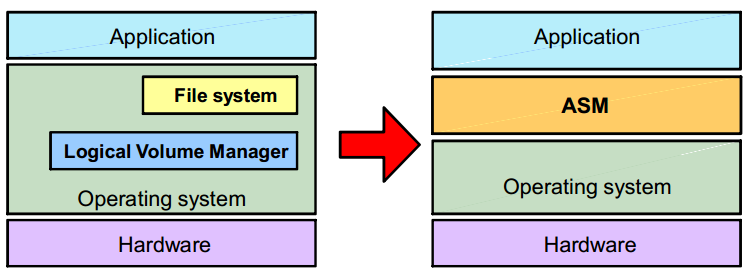 Application
File system
Logical Volume Manager
Operating system
Hardware
Application
ASM
Operating system
Hardware